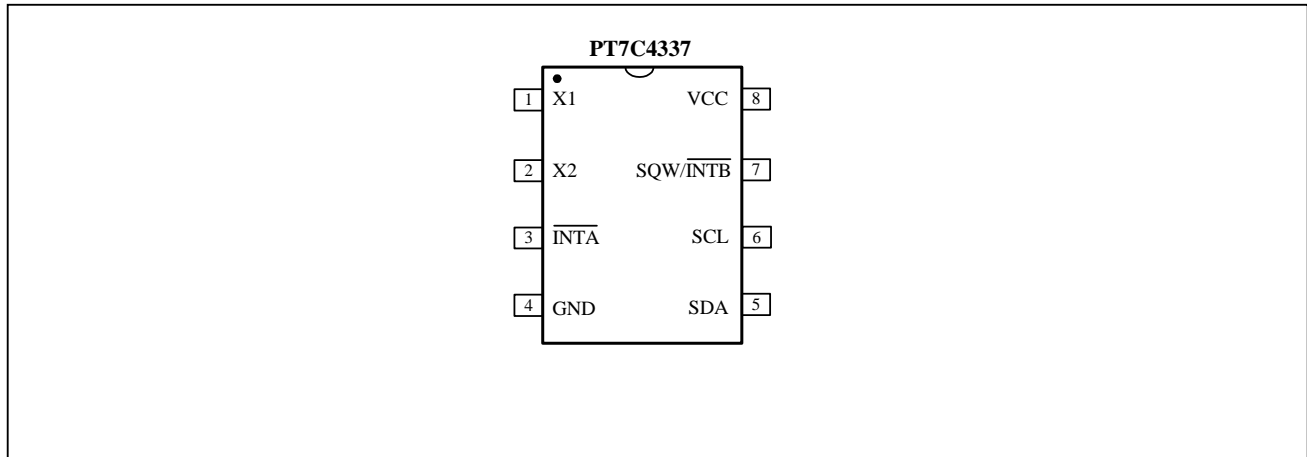 PT7C4337
1 X1 VCC 8
2 X2 SQW/INTB 7
3 INTA SCL 6
4 GND SDA 5